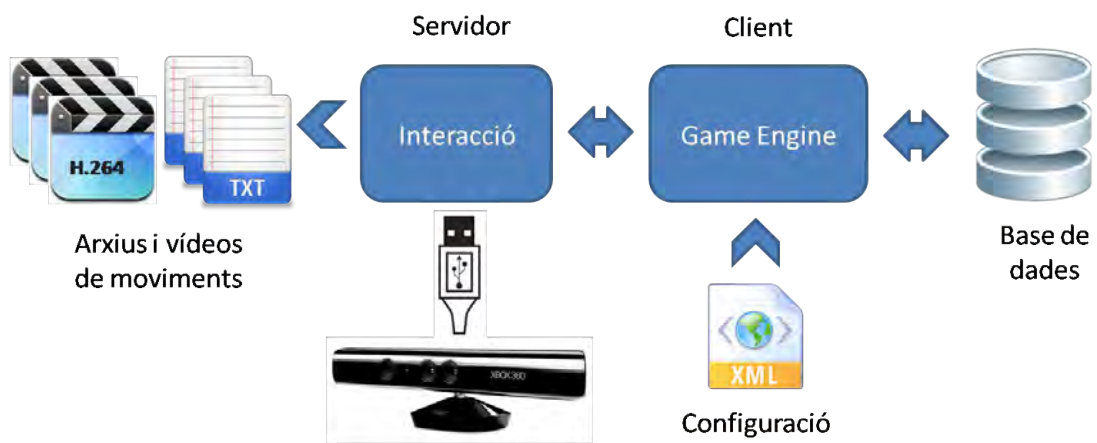 Servidor
Client
Interacció
Game Engine
H.264
TXT
Arxius i vídeos
de moviments
Base de
dades
XBOX360
XML
Configuració